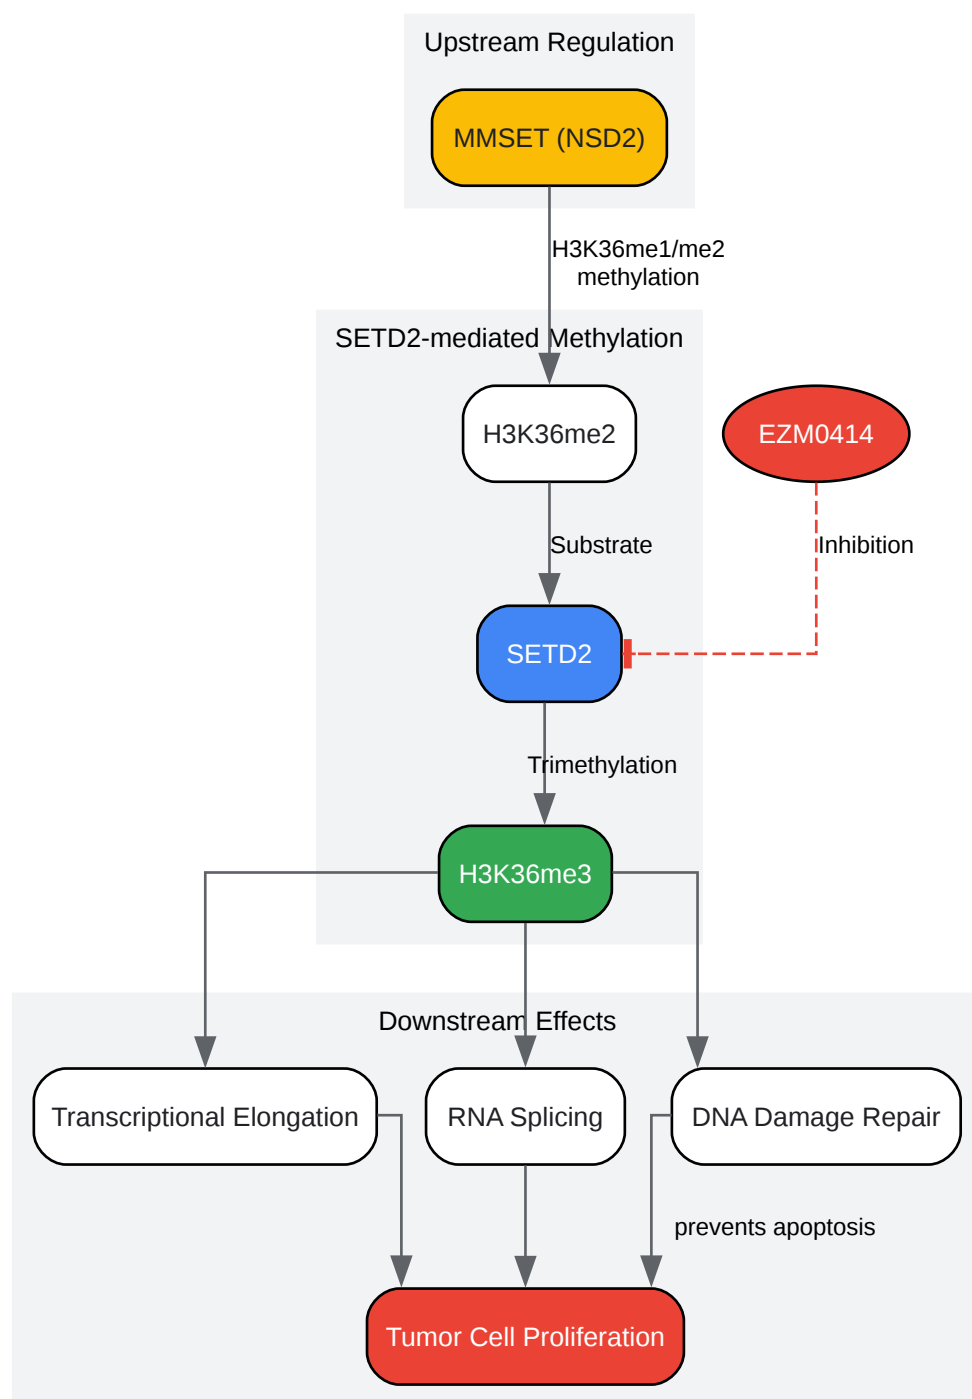 Upstream Regulation
MMSET (NSD2)
H3K36me1/me2
methylation
SETD2-mediated Methylation
H3K36me2
EZM0414
Substrate
Inhibition
SETD2
Trimethylation
H3K36me3
Downstream Effects
Transcriptional Elongation
RNA Splicing
DNA Damage Repair
prevents apoptosis
Tumor Cell Proliferation